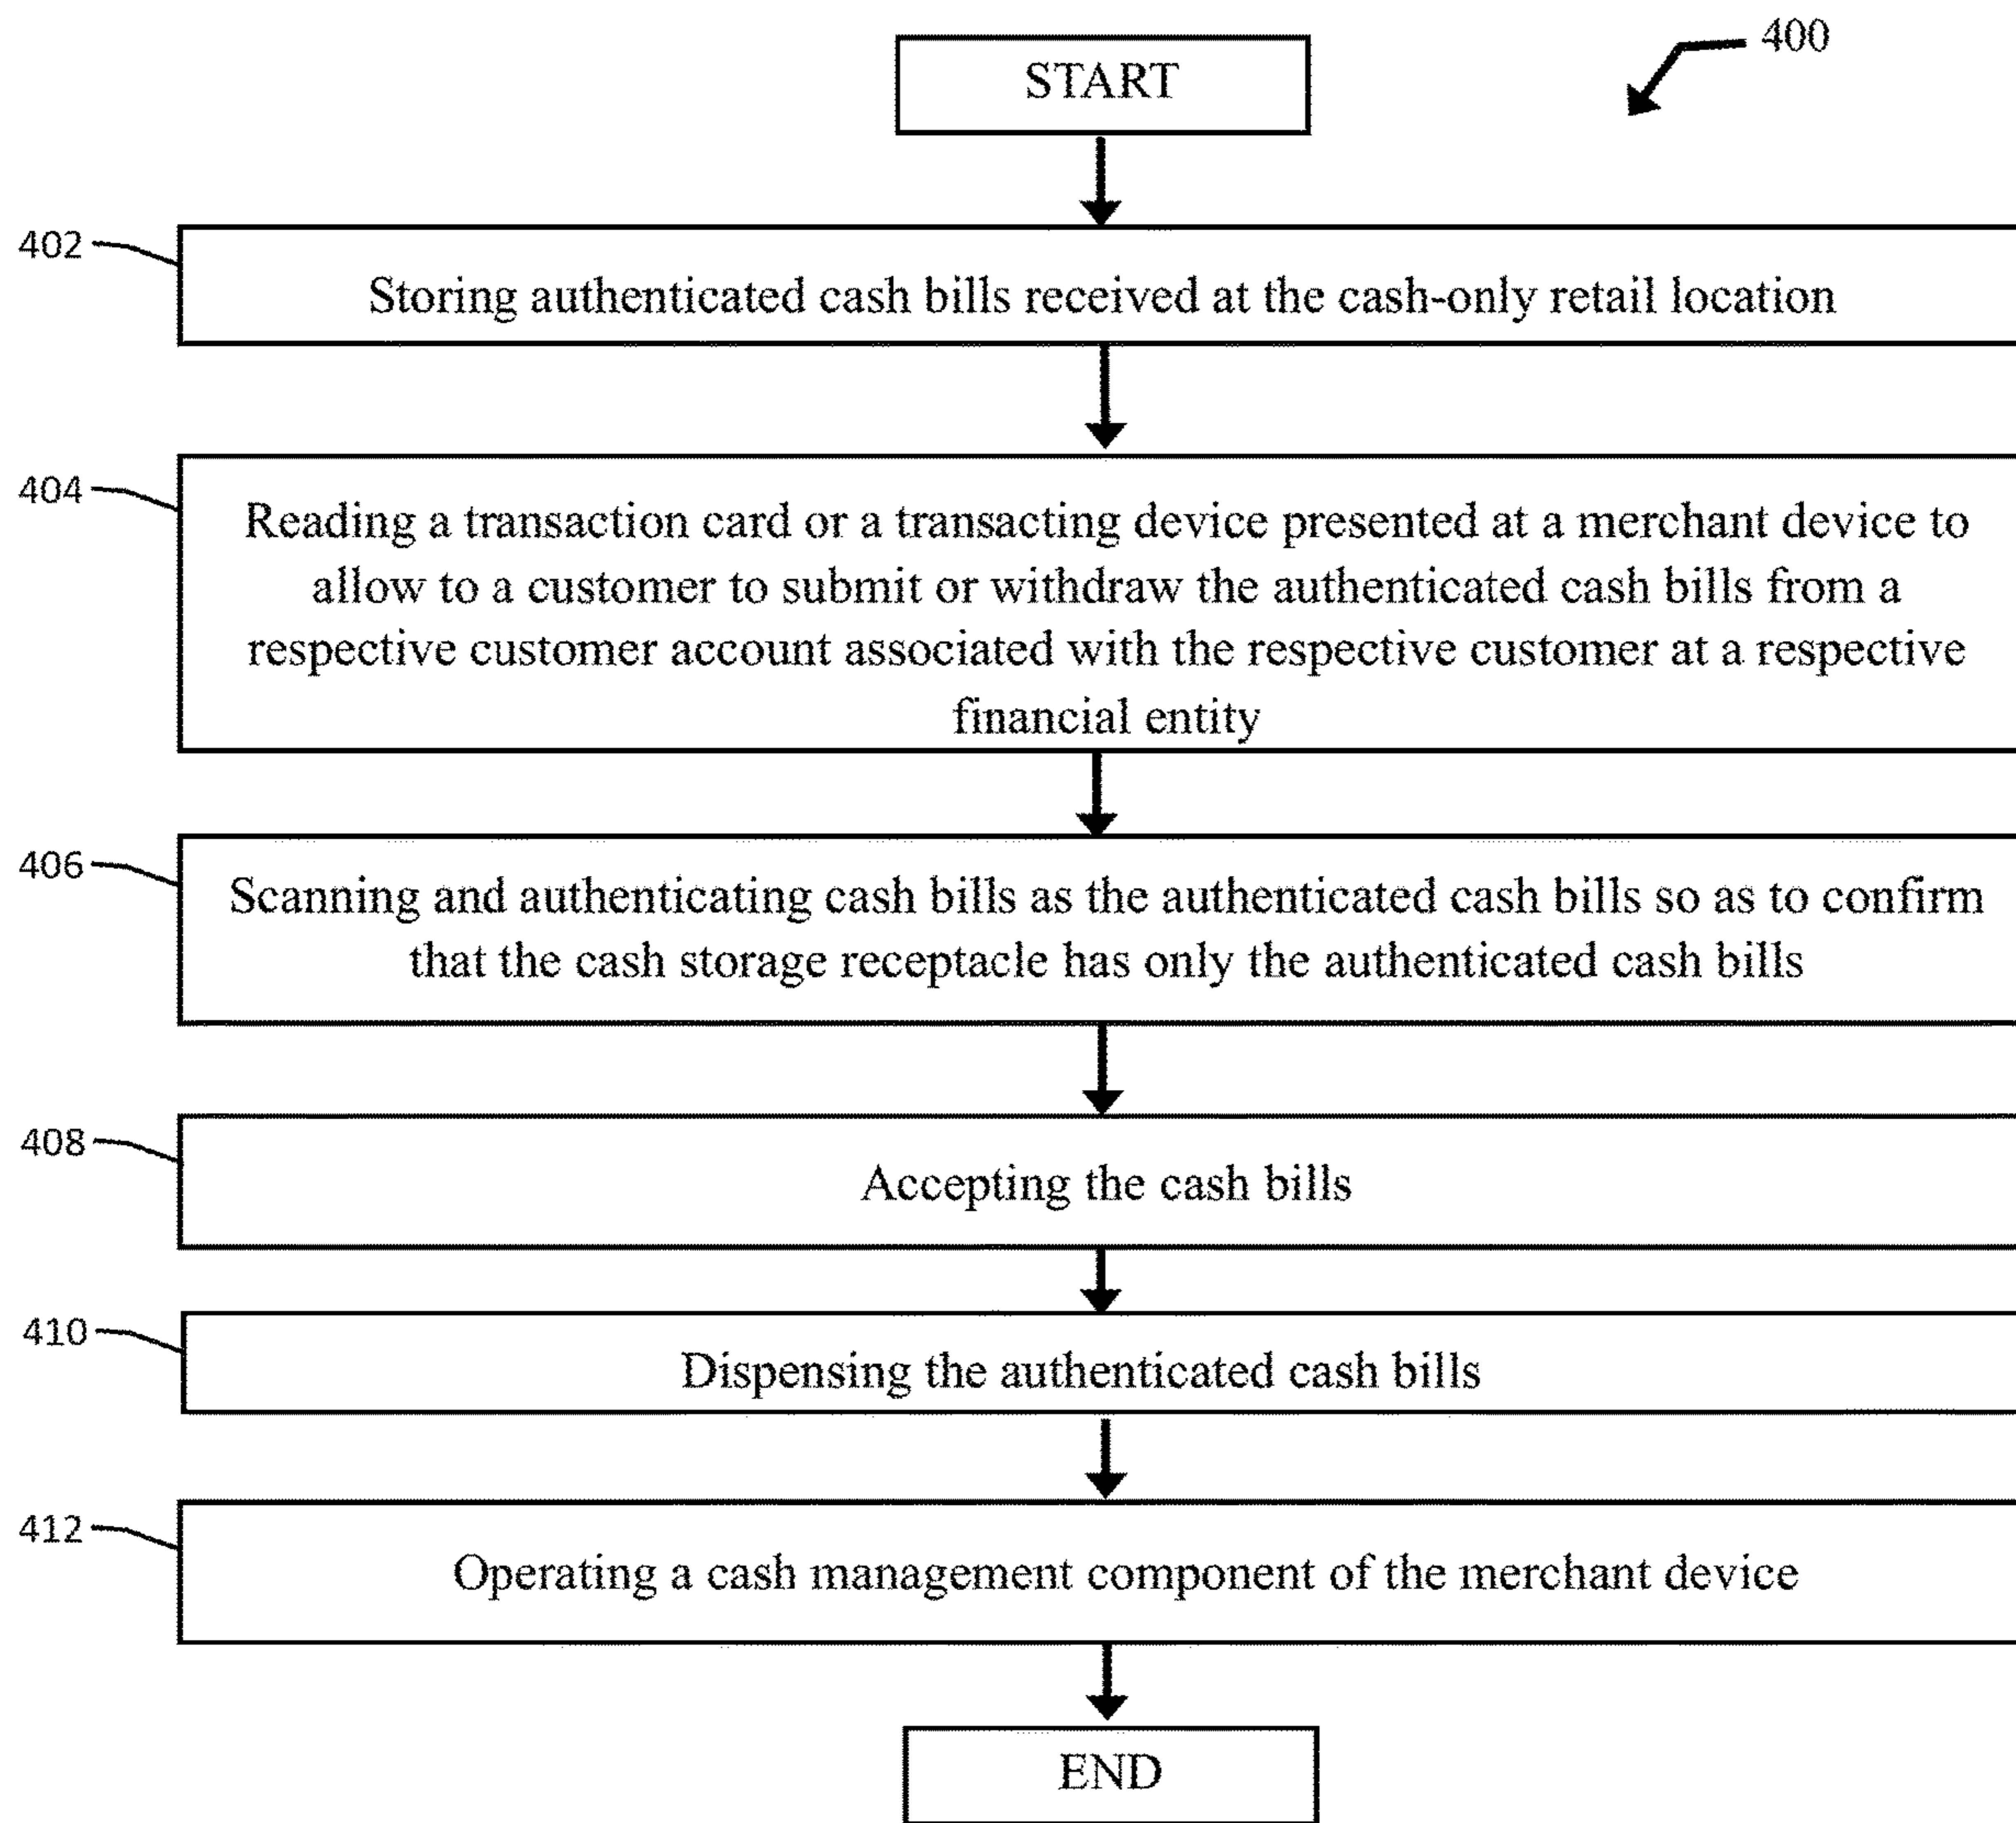 START
400
402
Storing authenticated cash bills received at the cash-only retail location
404
Reading a transaction card or a transacting device presented at a merchant device to
allow to a customer to submit or withdraw the authenticated cash bills from a
respective customer account associated with the respective customer at a respective
financial entity
406
Scanning and authenticating cash bills as the authenticated cash bills so as to confirm
that the cash storage receptacle has only the authenticated cash bills
408
Accepting the cash bills
410
Dispensing the authenticated cash bills
412
Operating a cash management component of the merchant device
END